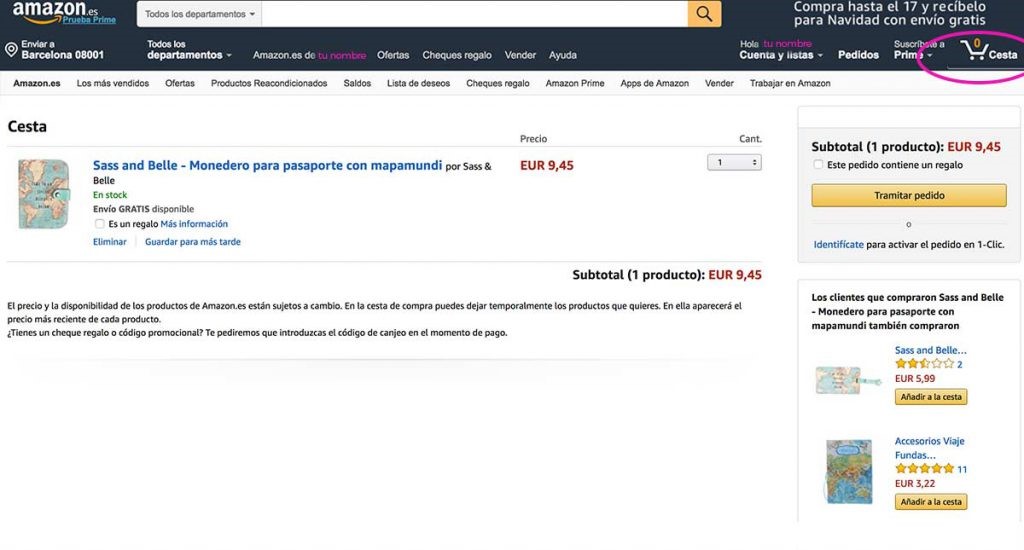 amazon.es
Prueba Prime
Todos los departamentos
Compra hasta el 17 y recíbelo
para Navidad con envío gratis
Enviar a
Barcelona 08001
Todos los
departamentos
Amazon.es de tu nombre
Ofertas
Cheques regalo
Vender
Ayuda
Hola tu nombre
Cuenta y listas
Pedidos
Suscríbete a
Prime
0
Cesta
Amazon.es
Los más vendidos
Ofertas
Productos Reacondicionados
Saldos
Lista de deseos
Cheques regalo
Amazon Prime
Apps de Amazon
Vender
Trabajar en Amazon
Cesta
Precio
Cant.
Sass and Belle - Monedero para pasaporte con mapamundi por Sass &
Belle
EUR 9,45
1
En stock
Envío GRATIS disponible
Es un regalo Más información
Eliminar
Guardar para más tarde
Subtotal (1 producto): EUR 9,45
El precio y la disponibilidad de los productos de Amazon.es están sujetos a cambio. En la cesta de compra puedes dejar temporalmente los productos que quieres. En ella aparecerá el
precio más reciente de cada producto.
¿Tienes un cheque regalo o código promocional? Te pediremos que introduzcas el código de canjeo en el momento de pago.
Subtotal (1 producto): EUR 9,45
Este pedido contiene un regalo
Tramitar pedido
o
Identifícate para activar el pedido en 1-Clic.
Los clientes que compraron Sass and Belle
- Monedero para pasaporte con
mapamundi también compraron
Sass and Belle...
2
EUR 5,99
Añadir a la cesta
Accesorios Viaje
Fundas...
11
EUR 3,22
Añadir a la cesta